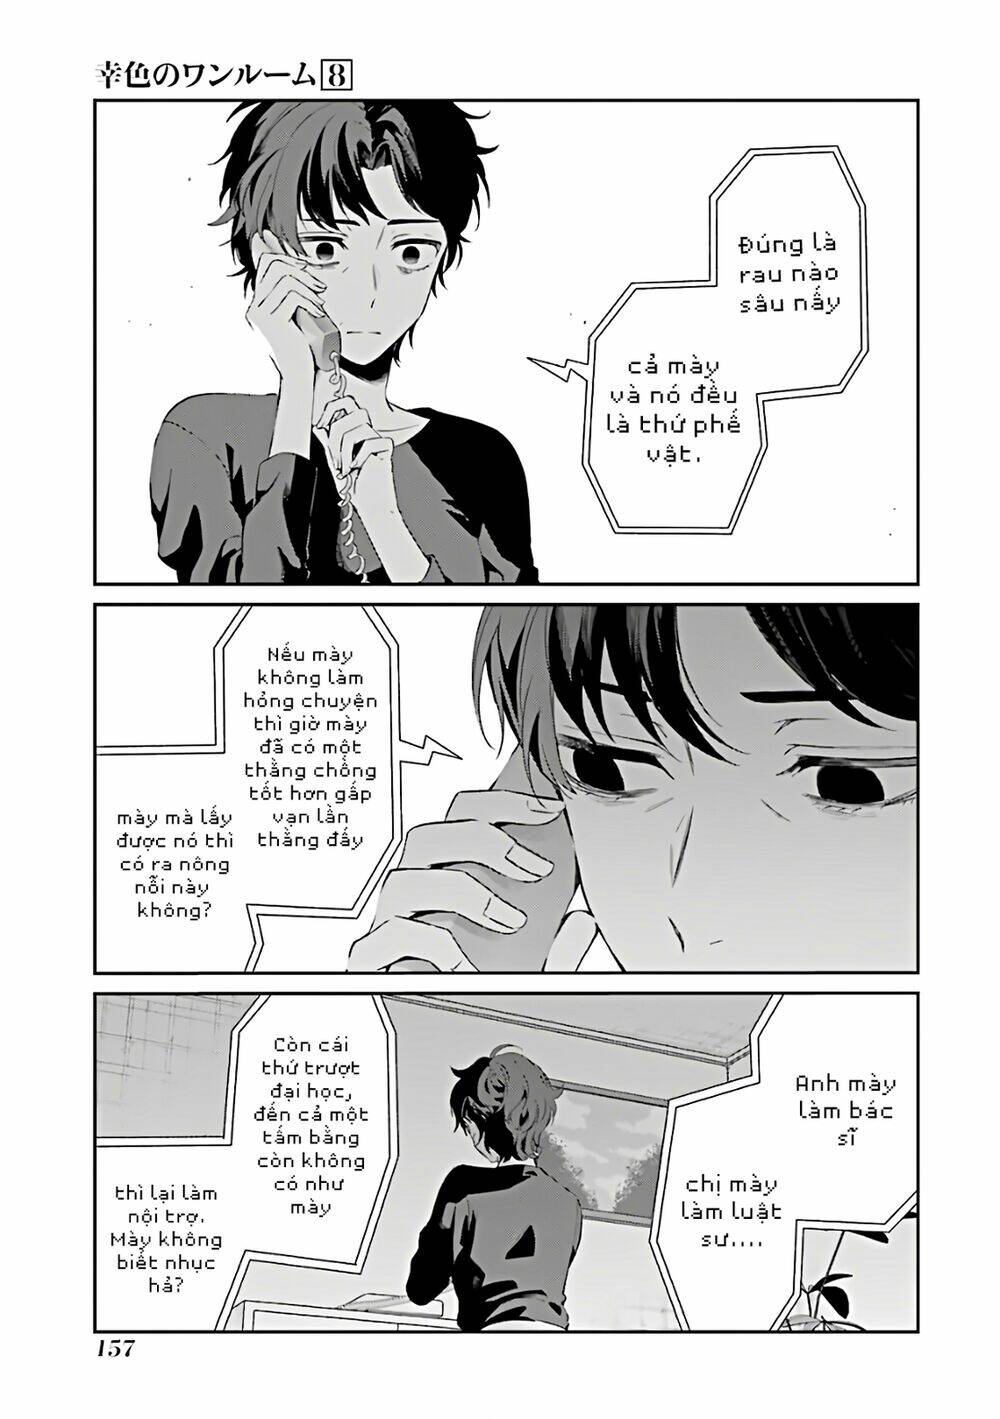 幸色のワンルーム 8
Đúng là
rau nào
sâu nấy
cả mày
và nó đều
là thứ phế
vật.
Nếu mày
không làm
hỏng chuyện
thì giờ mày
đã có một
thằng chồng
tốt hơn gấp
vạn lần
thằng đấy
mày mà lấy
được nó thì
có ra nông
nỗi này
không?
Anh mày
làm bác
sĩ
chị mày
làm luật
sư....
Còn cái
thứ trượt
đại học,
đến cả một
tấm bằng
còn không
có như
mày
thì lại làm
nội trợ.
Mày không
biết nhục
hả?
157